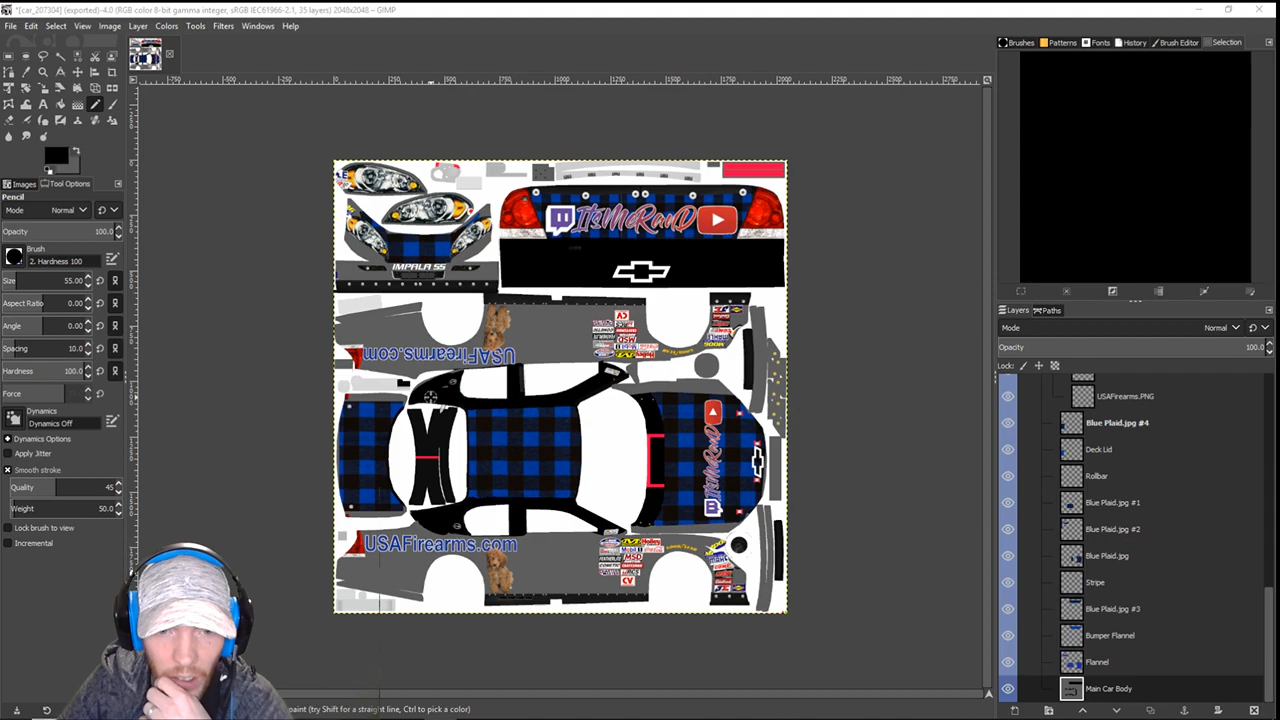 *[car_207304] (exported)-4.0 (RGB color 8-bit gamma integer, sRGB IEC61966-2.1, 35 layers) 2048x2048 – GIMP
File Edit Select View Image Layer Colors Tools Filters Windows Help
Brushes Patterns Fonts History Brush Editor Selection
Images Tool Options
Pencil
Mode Normal
Opacity 100.0
Brush
2. Hardness 100
Size 55.00
Aspect Ratio 0.00
Angle 0.00
Spacing 10.0
Hardness 100.0
Force
Dynamics
Dynamics Off
Dynamics Options
Apply Jitter
Smooth stroke
Quality 45
Weight 50.0
Lock brush to view
Incremental
ItsMeRanD
IMPALA SS
USAFirearms.com
ItsMeRanD
USAFirearms.com
MSD
CV
Layers Paths
Mode Normal
Opacity 100.0
Lock:
USAFirearms.PNG
Blue Plaid.jpg #4
Deck Lid
Rollbar
Blue Plaid.jpg #1
Blue Plaid.jpg #2
Blue Plaid.jpg
Stripe
Blue Plaid.jpg #3
Bumper Flannel
Flannel
Main Car Body
paint (try Shift for a straight line, Ctrl to pick a color)